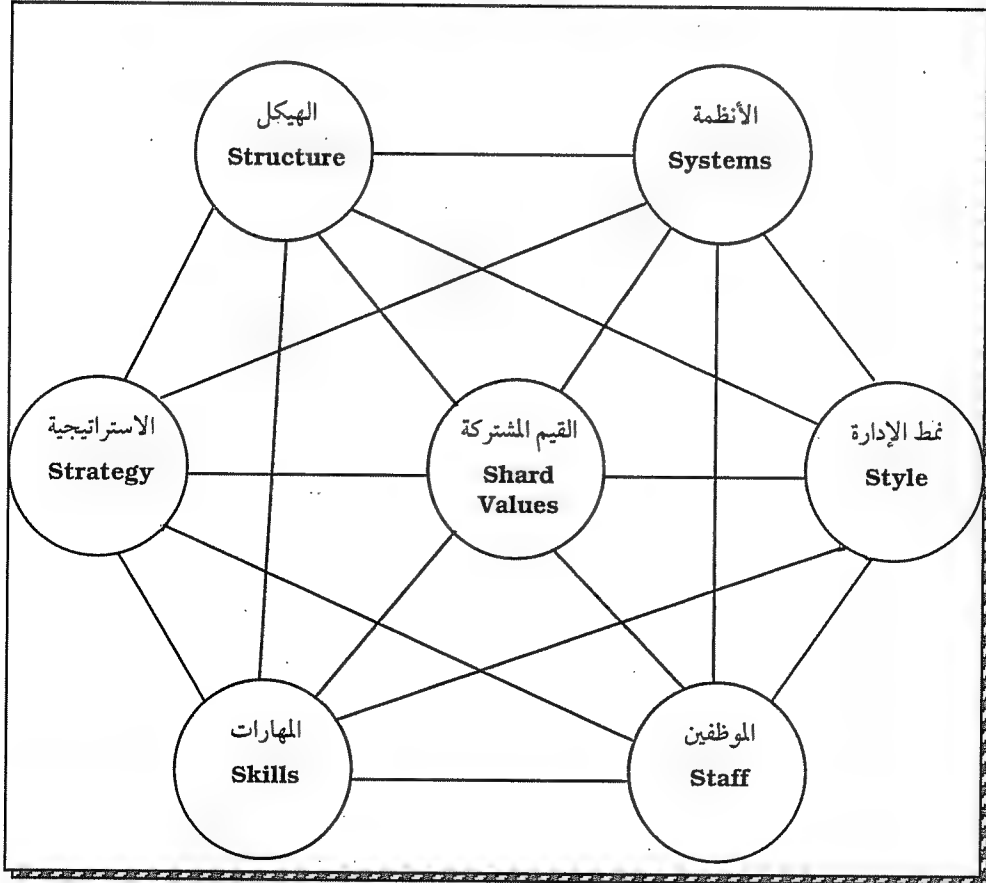 الهيكل
Structure
الأنظمة
Systems
الاستراتيجية
Strategy
القيم المشتركة
Shard
Values
نمط الإدارة
Style
المهارات
Skills
الموظفين
Staff